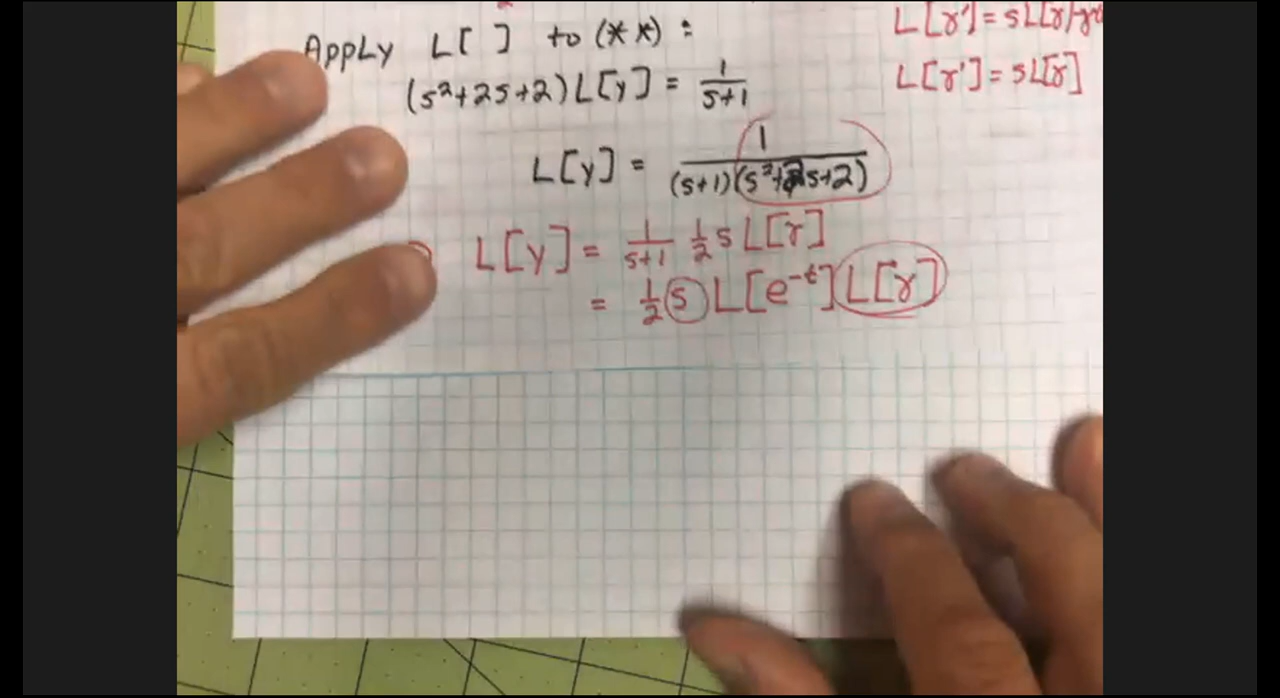 Apply L[ ] to (**):
(s²+2s+2)L[y] = 1/(s+1)
L[y] = 1/((s+1)(s²+2s+2))
L[y] = 1/(s+1) 1/2 s L[r]
= 1/2 s L[e^-t] L[r]
L[r'] = sL[r]-
L[r'] = sL[r]